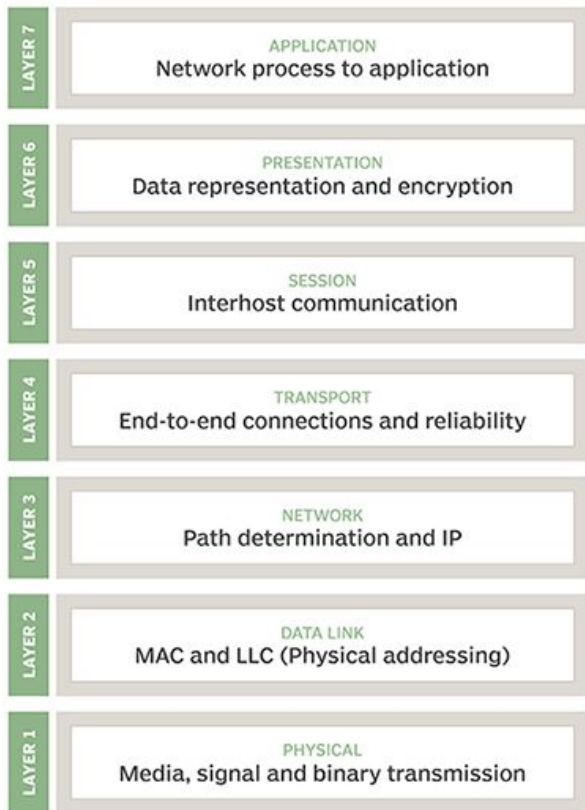 LAYER 7
APPLICATION
Network process to application
LAYER 6
PRESENTATION
Data representation and encryption
LAYER 5
SESSION
Interhost communication
LAYER 4
TRANSPORT
End-to-end connections and reliability
LAYER 3
NETWORK
Path determination and IP
LAYER 2
DATA LINK
MAC and LLC (Physical addressing)
LAYER 1
PHYSICAL
Media, signal and binary transmission